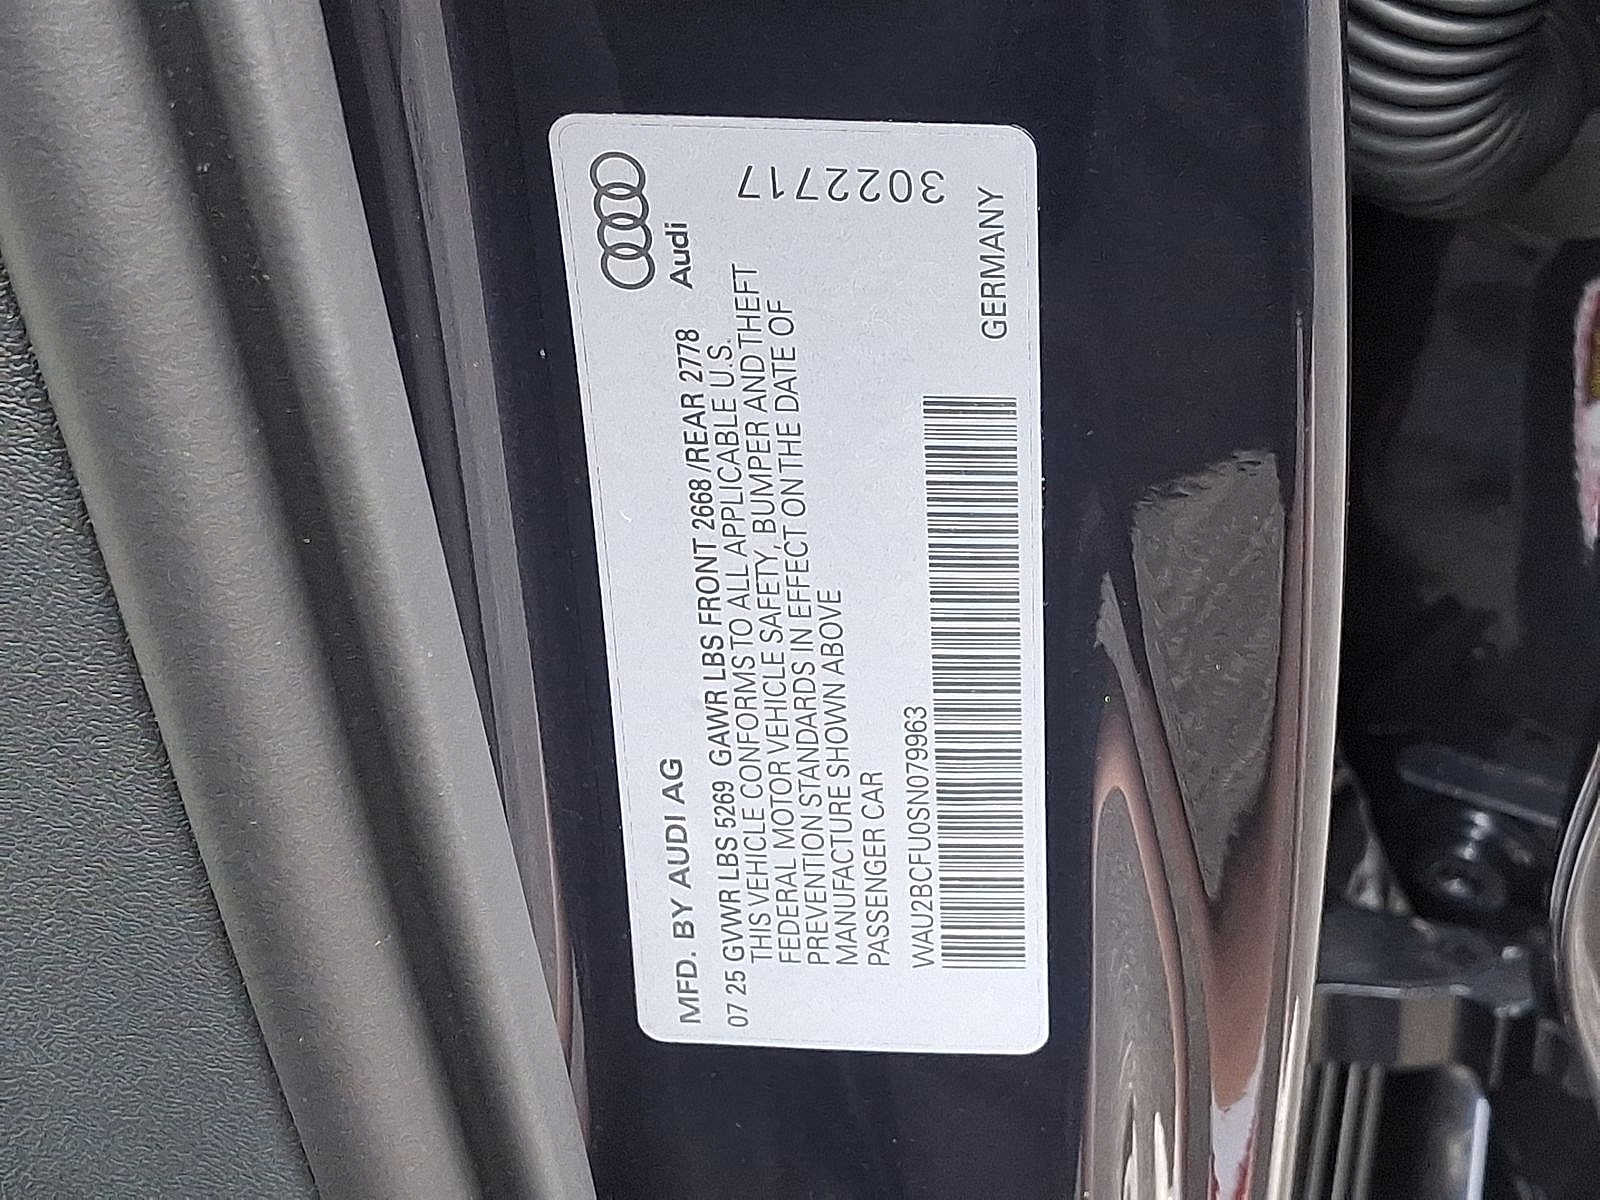 Audi
MFD. BY AUDI AG
07 25 GVWR LBS 5269 GAWR LBS FRONT 2668 /REAR 2778
THIS VEHICLE CONFORMS TO ALL APPLICABLE U.S.
FEDERAL MOTOR VEHICLE SAFETY, BUMPER AND THEFT
PREVENTION STANDARDS IN EFFECT ON THE DATE OF
MANUFACTURE SHOWN ABOVE
PASSENGER CAR
WAU2BCFU0SN079963
GERMANY
3022717